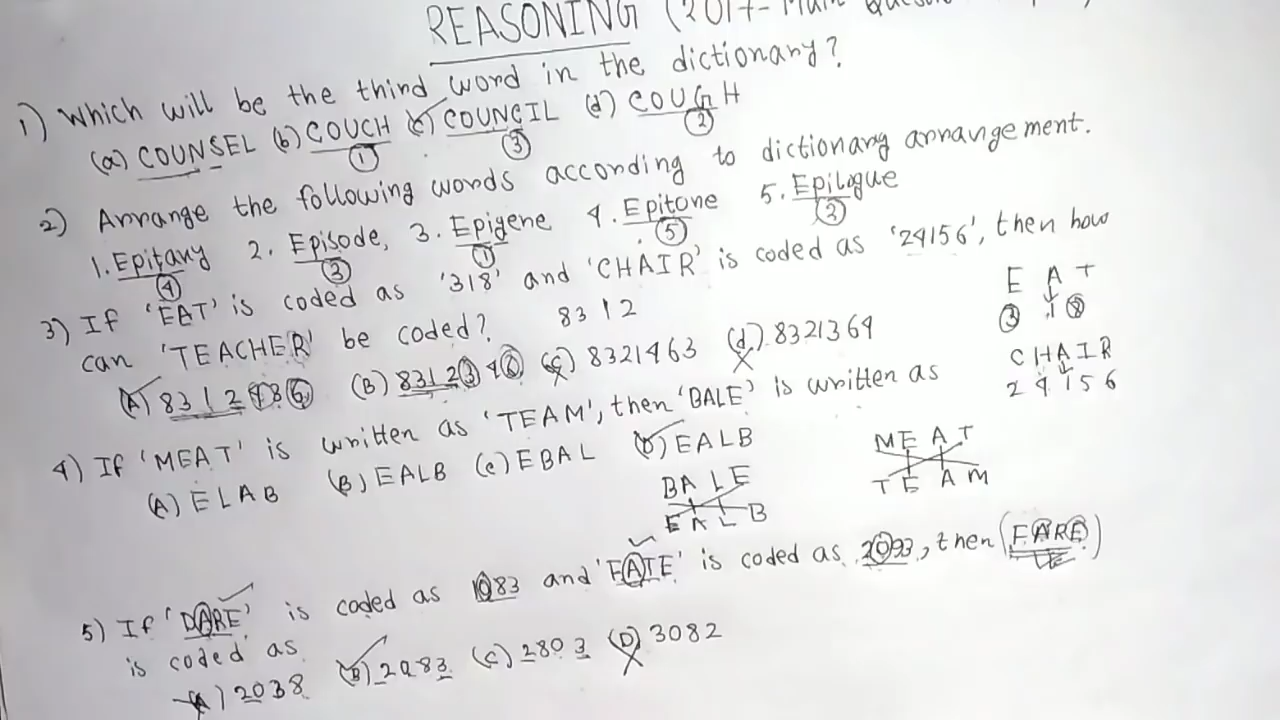 REASONING (2017-
1) Which will be the third word in the dictionary?
(a) COUNSEL (b) COUCH (c) COUNCIL (d) COUGH
1 3 2
2) Arrange the following words according to dictionary arrangement.
1. Epitany 2. Episode, 3. Epigene 4. Epitone 5. Epilogue
4 3 1 5 2
3) If 'EAT' is coded as '318' and 'CHAIR' is coded as '24156', then how
can 'TEACHER' be coded? 8312
(A) 8312436 (B) 8312346 (C) 8321463 (d) 8321364
E A T
3 1 8
C H A I R
2 4 1 5 6
4) If 'MEAT' is written as 'TEAM', then 'BALE' is written as
(A) ELAB (B) EALB (c) EBAL (D) EALB
BALE
EALB
MEAT
TEAM
5) If 'DARE' is coded as 1083 and 'FATE' is coded as 2093, then (FARE)
is coded as
(A) 2038 (B) 2083 (C) 2803 (D) 3082